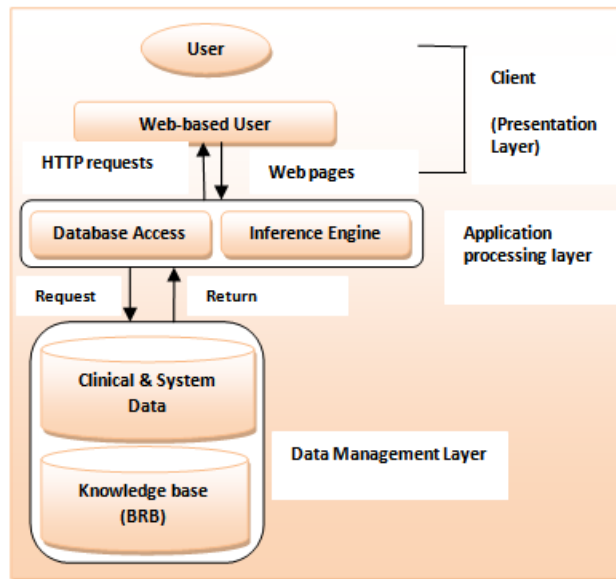 User
Client
(Presentation
Layer)
Web-based User
HTTP requests
Web pages
Database Access
Inference Engine
Application
processing layer
Request
Return
Clinical & System
Data
Data Management Layer
Knowledge base
(BRB)